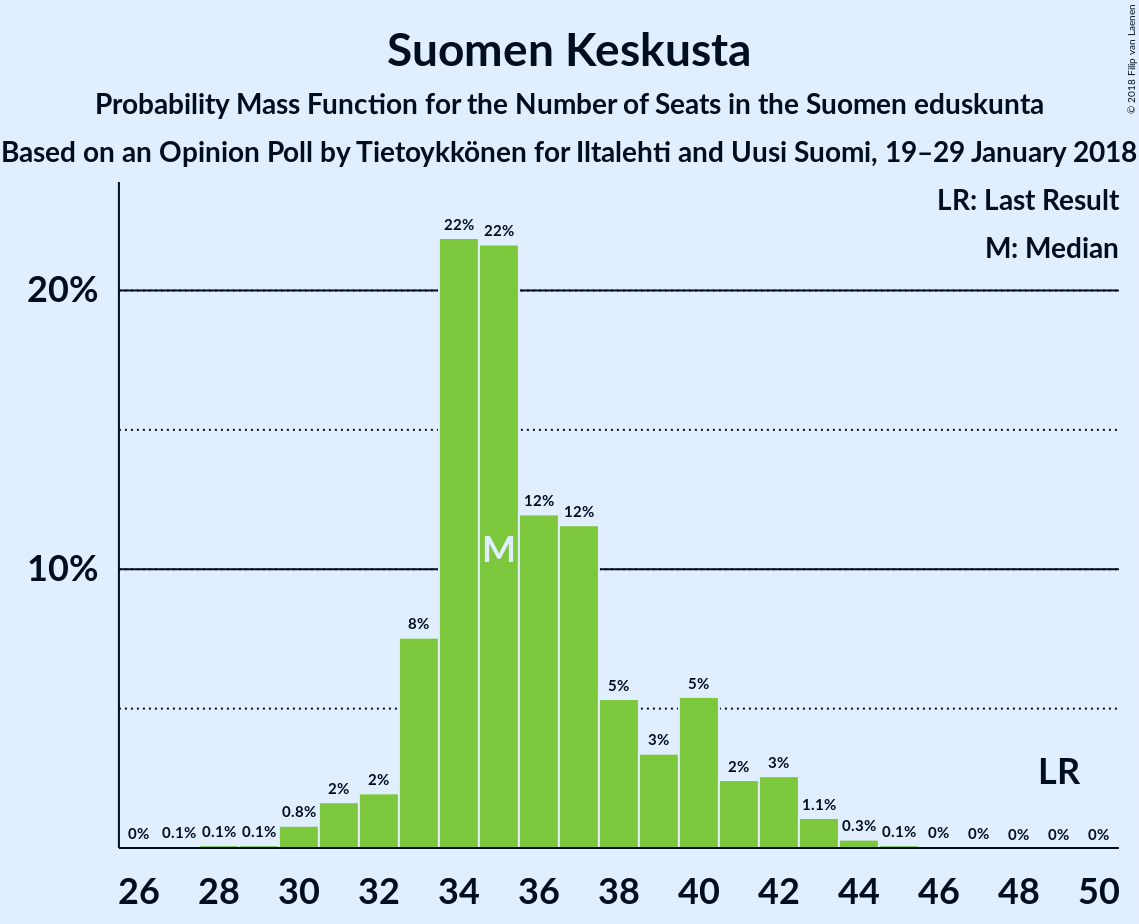 Suomen Keskusta
Probability Mass Function for the Number of Seats in the Suomen eduskunta
Based on an Opinion Poll by Tietoykkönen for Iltalehti and Uusi Suomi, 19–29 January 2018
© 2018 Filip van Laenen
LR: Last Result
M: Median
20%
10%
0% 0.1% 0.1% 0.1% 0.8% 2% 2% 8% 22% 22% 12% 12% 5% 3% 5% 2% 3% 1.1% 0.3% 0.1% 0% 0% 0% 0% 0%
M
LR
26 28 30 32 34 36 38 40 42 44 46 48 50